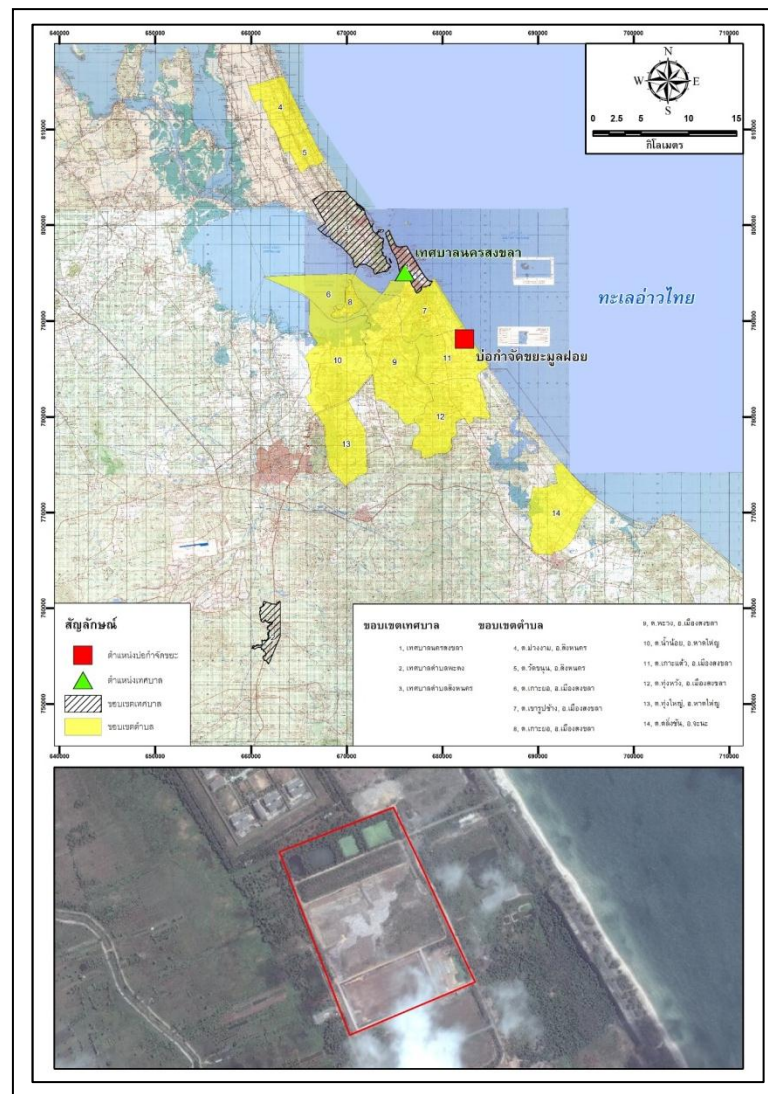 640000 650000 660000 670000 680000 690000 700000 710000
N
W E
S
0 2.5 5 10 15
กิโลเมตร
810000
800000
790000
780000
770000
760000
750000
4
5
เทศบาลนครสงขลา
ทะเลอ่าวไทย
บ่อกำจัดขยะมูลฝอย
6
8
7
10
9
11
12
13
14
สัญลักษณ์
ตำแหน่งบ่อกำจัดขยะ
ตำแหน่งเทศบาล
ขอบเขตเทศบาล
ขอบเขตตำบล
ขอบเขตเทศบาล
1, เทศบาลนครสงขลา
2, เทศบาลตำบลพะตง
3, เทศบาลตำบลสิงหนคร
ขอบเขตตำบล
4, ต.ม่วงงาม, อ.สิงหนคร
5, ต.วัดขนุน, อ.สิงหนคร
6, ต.เกาะยอ, อ.เมืองสงขลา
7, ต.เขารูปช้าง, อ.เมืองสงขลา
8, ต.เกาะยอ, อ.เมืองสงขลา
9, ต.พะวง, อ.เมืองสงขลา
10, ต.น้ำน้อย, อ.หาดใหญ่
11, ต.เกาะแต้ว, อ.เมืองสงขลา
12, ต.ทุ่งหวัง, อ.เมืองสงขลา
13, ต.ทุ่งใหญ่, อ.หาดใหญ่
14, ต.ตลิ่งชัน, อ.จะนะ
640000 650000 660000 670000 680000 690000 700000 710000